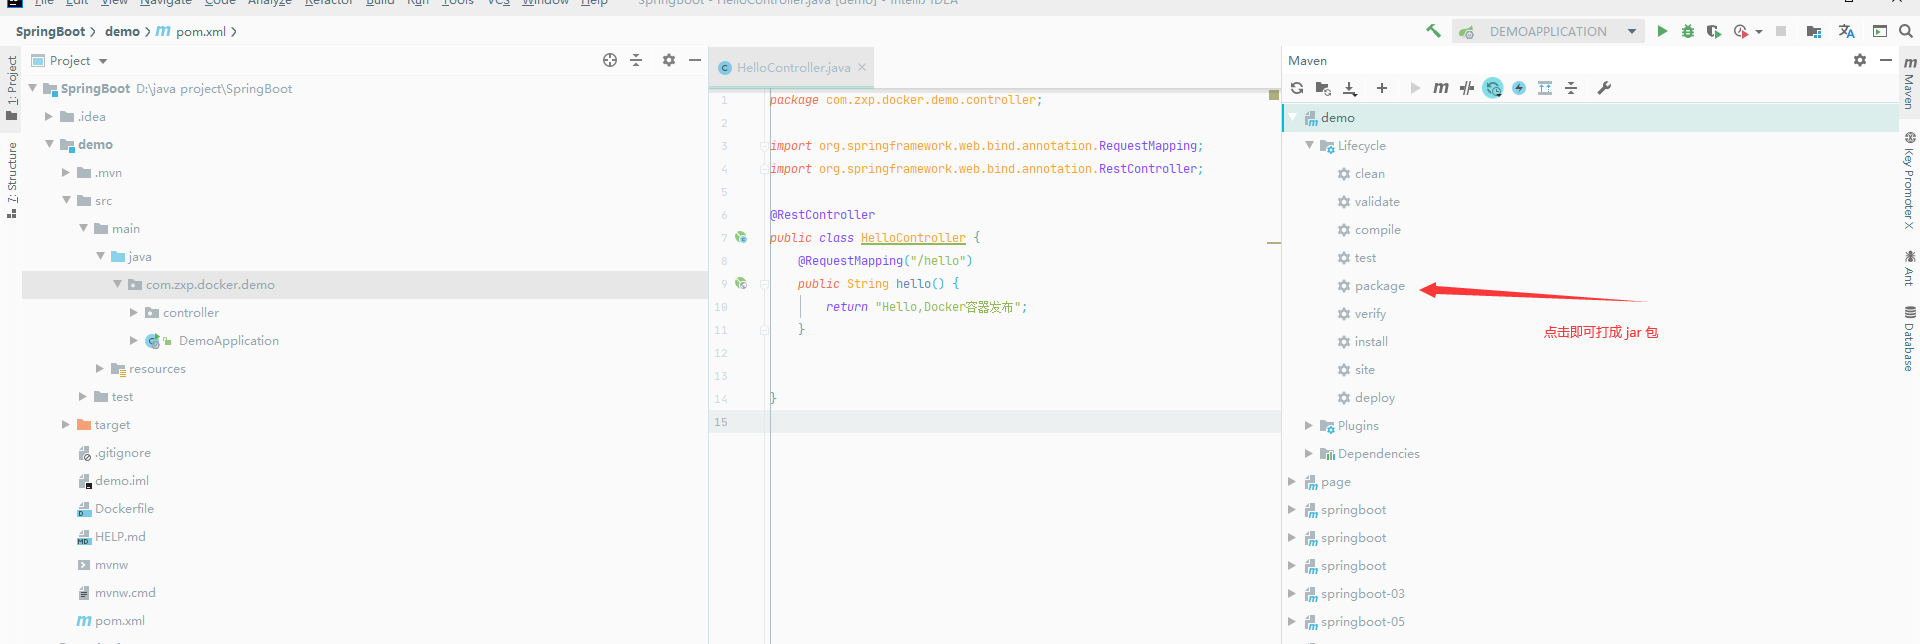 File Edit View Navigate Code Analyze Refactor Build Run Tools VCS Window Help SpringBoot - HelloController.java [demo] - IntelliJ IDEA
SpringBoot demo pom.xml
DEMOAPPLICATION
1: Project
7: Structure
Project
SpringBoot D:\java project\SpringBoot
.idea
demo
.mvn
src
main
java
com.zxp.docker.demo
controller
DemoApplication
resources
test
target
.gitignore
demo.iml
Dockerfile
HELP.md
mvnw
mvnw.cmd
pom.xml
HelloController.java
1 package com.zxp.docker.demo.controller;
2
3 import org.springframework.web.bind.annotation.RequestMapping;
4 import org.springframework.web.bind.annotation.RestController;
5
6 @RestController
7 public class HelloController {
8 @RequestMapping("/hello")
9 public String hello() {
10 return "Hello,Docker容器发布";
11 }
12
13
14 }
15
Maven
demo
Lifecycle
clean
validate
compile
test
package
verify
点击即可打成 jar 包
install
site
deploy
Plugins
Dependencies
page
springboot
springboot
springboot
springboot-03
springboot-05
Maven
Key Promoter X
Ant
Database